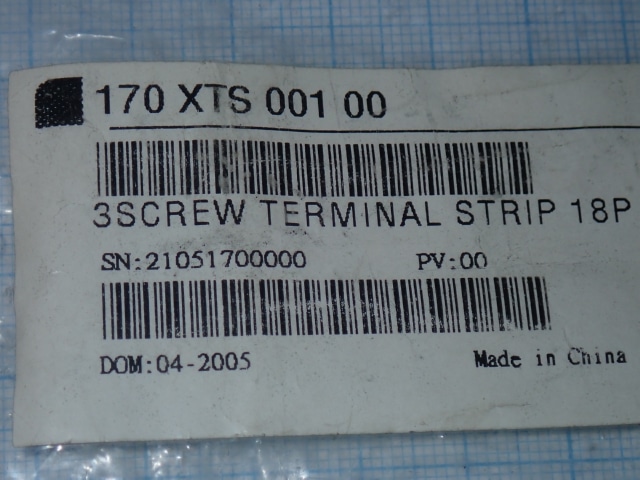 170 XTS 001 00
3SCREW TERMINAL STRIP 18P
SN:21051700000 PV:00
DOM:04-2005 Made in China